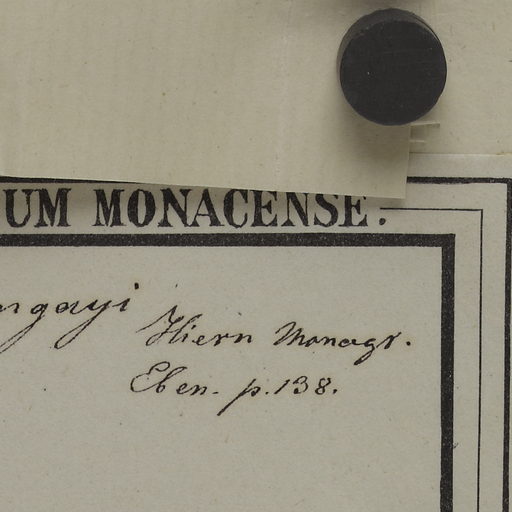 UM MONACENSE.
ngayi Hiern Monogr.
Eben. p. 138.